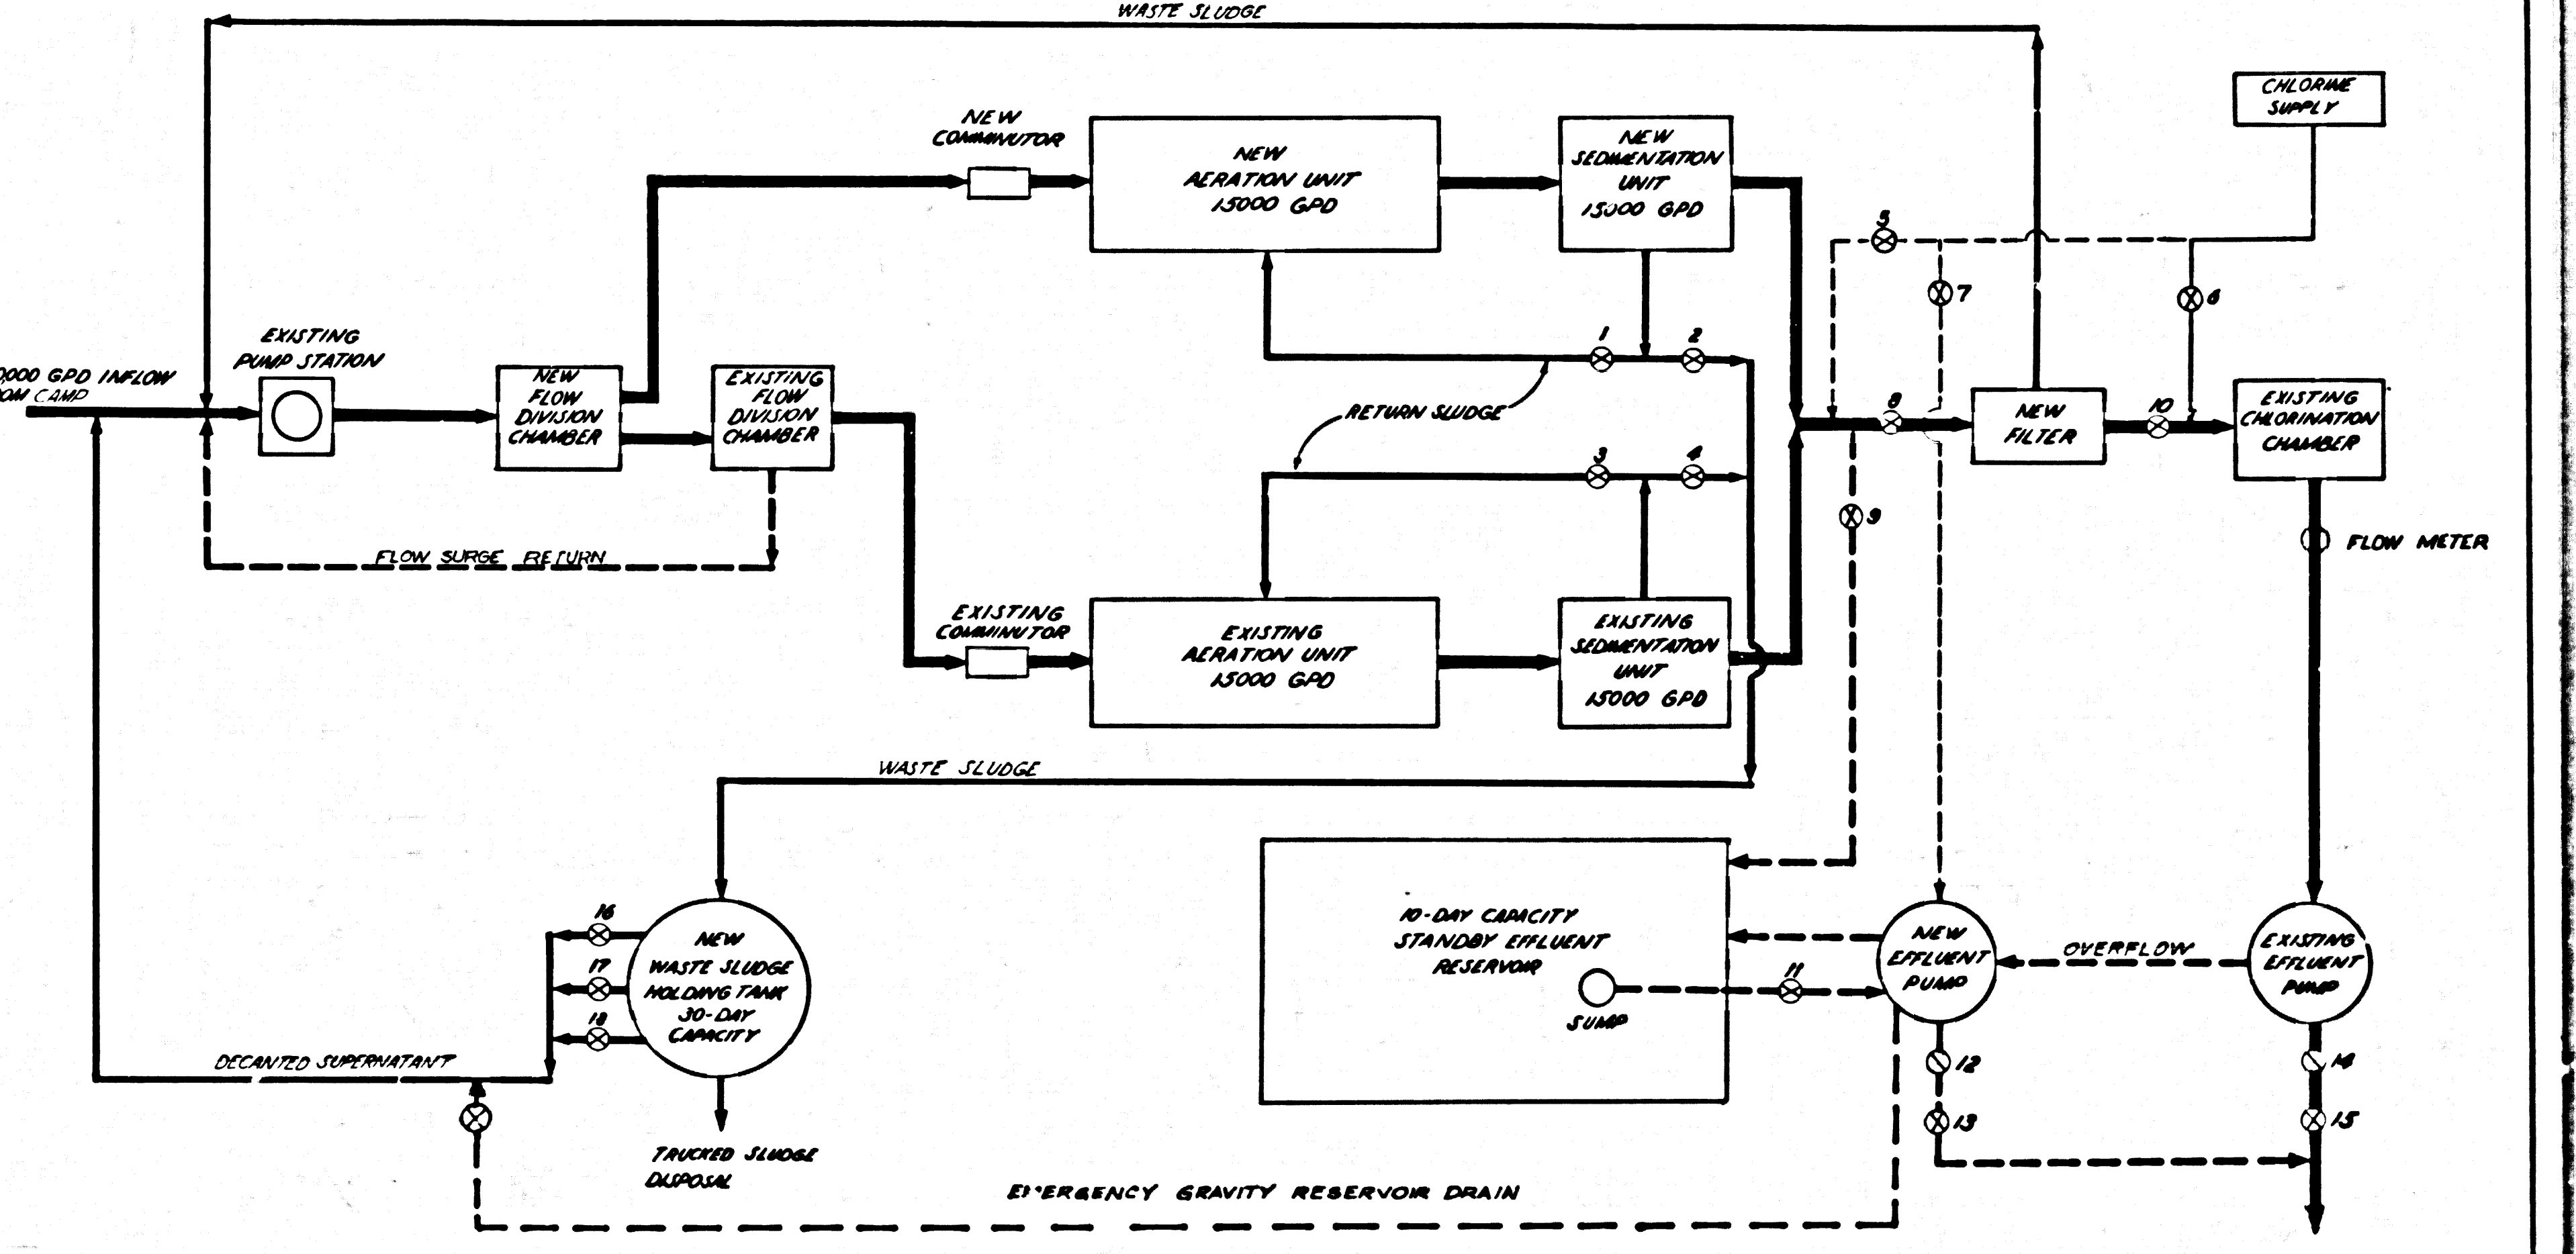 WASTE SLUDGE
CHLORINE
SUPPLY
NEW
COMMINUTOR
NEW
AERATION UNIT
15000 GPD
NEW
SEDIMENTATION
UNIT
15000 GPD
5
7
6
EXISTING
PUMP STATION
0,000 GPD INFLOW
OM CAMP
NEW
FLOW
DIVISION
CHAMBER
EXISTING
FLOW
DIVISION
CHAMBER
1
2
RETURN SLUDGE
3
4
8
NEW
FILTER
10
EXISTING
CHLORINATION
CHAMBER
9
FLOW METER
FLOW SURGE RETURN
EXISTING
COMMINUTOR
EXISTING
AERATION UNIT
15000 GPD
EXISTING
SEDIMENTATION
UNIT
15000 GPD
WASTE SLUDGE
16
17
18
NEW
WASTE SLUDGE
HOLDING TANK
30-DAY
CAPACITY
10-DAY CAPACITY
STANDBY EFFLUENT
RESERVOIR
SUMP
11
NEW
EFFLUENT
PUMP
OVERFLOW
EXISTING
EFFLUENT
PUMP
12
13
14
15
DECANTED SUPERNATANT
TRUCKED SLUDGE
DISPOSAL
EMERGENCY GRAVITY RESERVOIR DRAIN